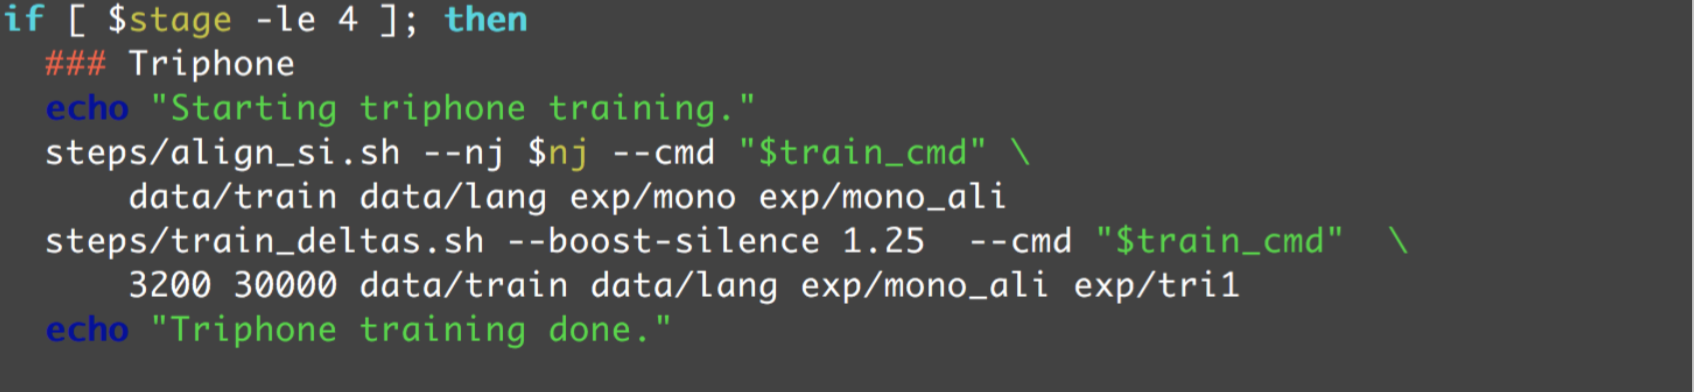 if [ $stage -le 4 ]; then
  ### Triphone
  echo "Starting triphone training."
  steps/align_si.sh --nj $nj --cmd "$train_cmd" \
      data/train data/lang exp/mono exp/mono_ali
  steps/train_deltas.sh --boost-silence 1.25  --cmd "$train_cmd"  \
      3200 30000 data/train data/lang exp/mono_ali exp/tri1
  echo "Triphone training done."